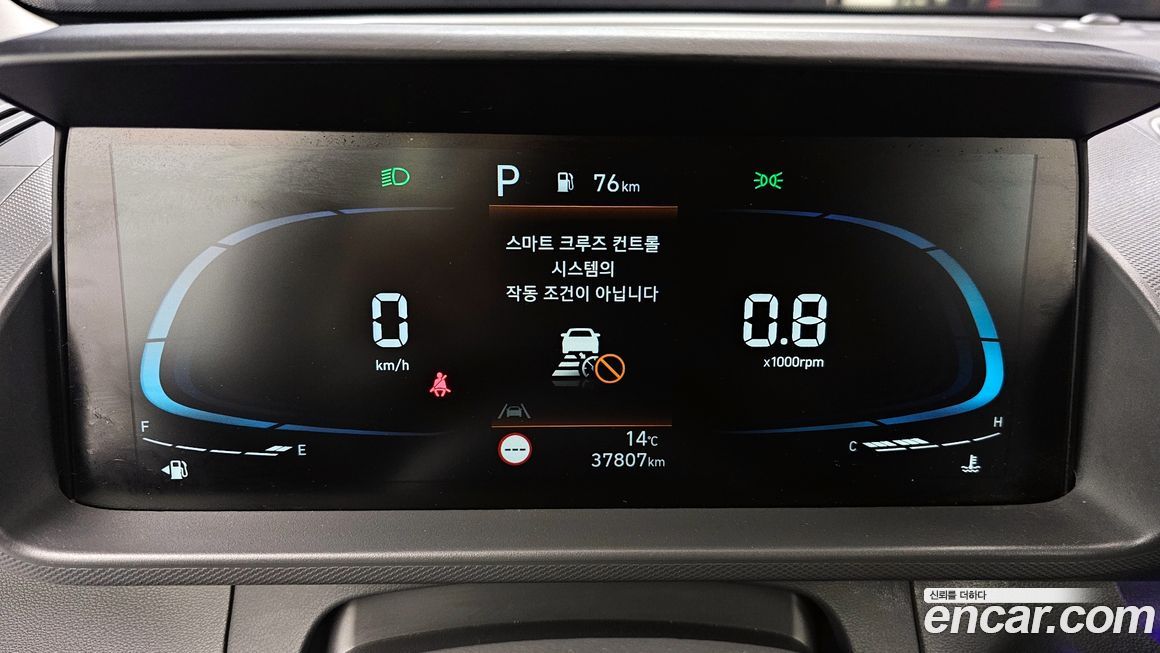 P 76km
스마트 크루즈 컨트롤
시스템의
작동 조건이 아닙니다
0
km/h
0.8
x1000rpm
F
E
---
14°C
37807km
C
H
신뢰를 더하다
encar.com